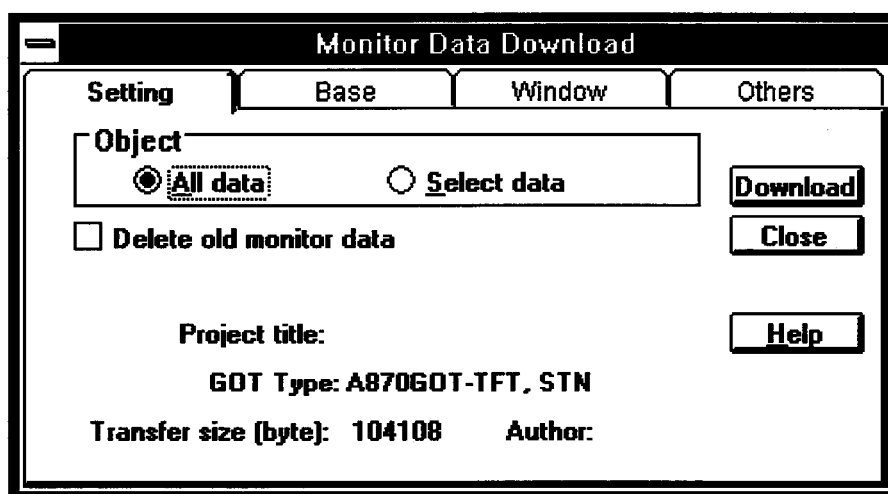 Monitor Data Download
Setting Base Window Others
Object
All data Select data
Download
Delete old monitor data
Close
Project title:
Help
GOT Type: A870GOT-TFT, STN
Transfer size (byte): 104108 Author: